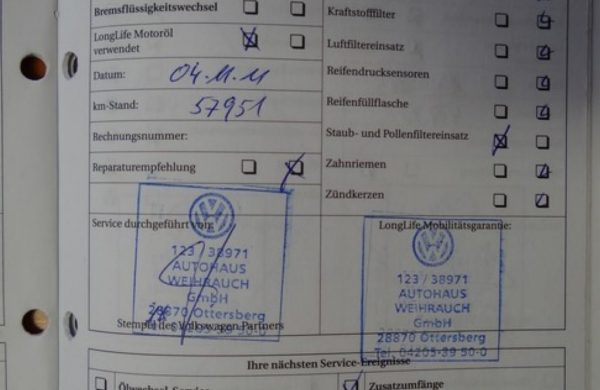 Bremsflüssigkeitswechsel
LongLife Motoröl
verwendet
Datum: 04.11.11
km-Stand: 57951
Rechnungsnummer:
Reparaturempfehlung
Service durchgeführt von:
123 / 38971
AUTOHAUS
WEIHRAUCH
GmbH
28870 Ottersberg
Stempel des Volkswagen Partners
Kraftstofffilter
Luftfiltereinsatz
Reifendrucksensoren
Reifenfüllflasche
Staub- und Pollenfiltereinsatz
Zahnriemen
Zündkerzen
LongLife Mobilitätsgarantie:
123 / 38971
AUTOHAUS
WEIHRAUCH
GmbH
28870 Ottersberg
Tel. 04205-39 50-0
Ihre nächsten Service-Ereignisse
Ölwechsel-Service
Zusatzumfänge